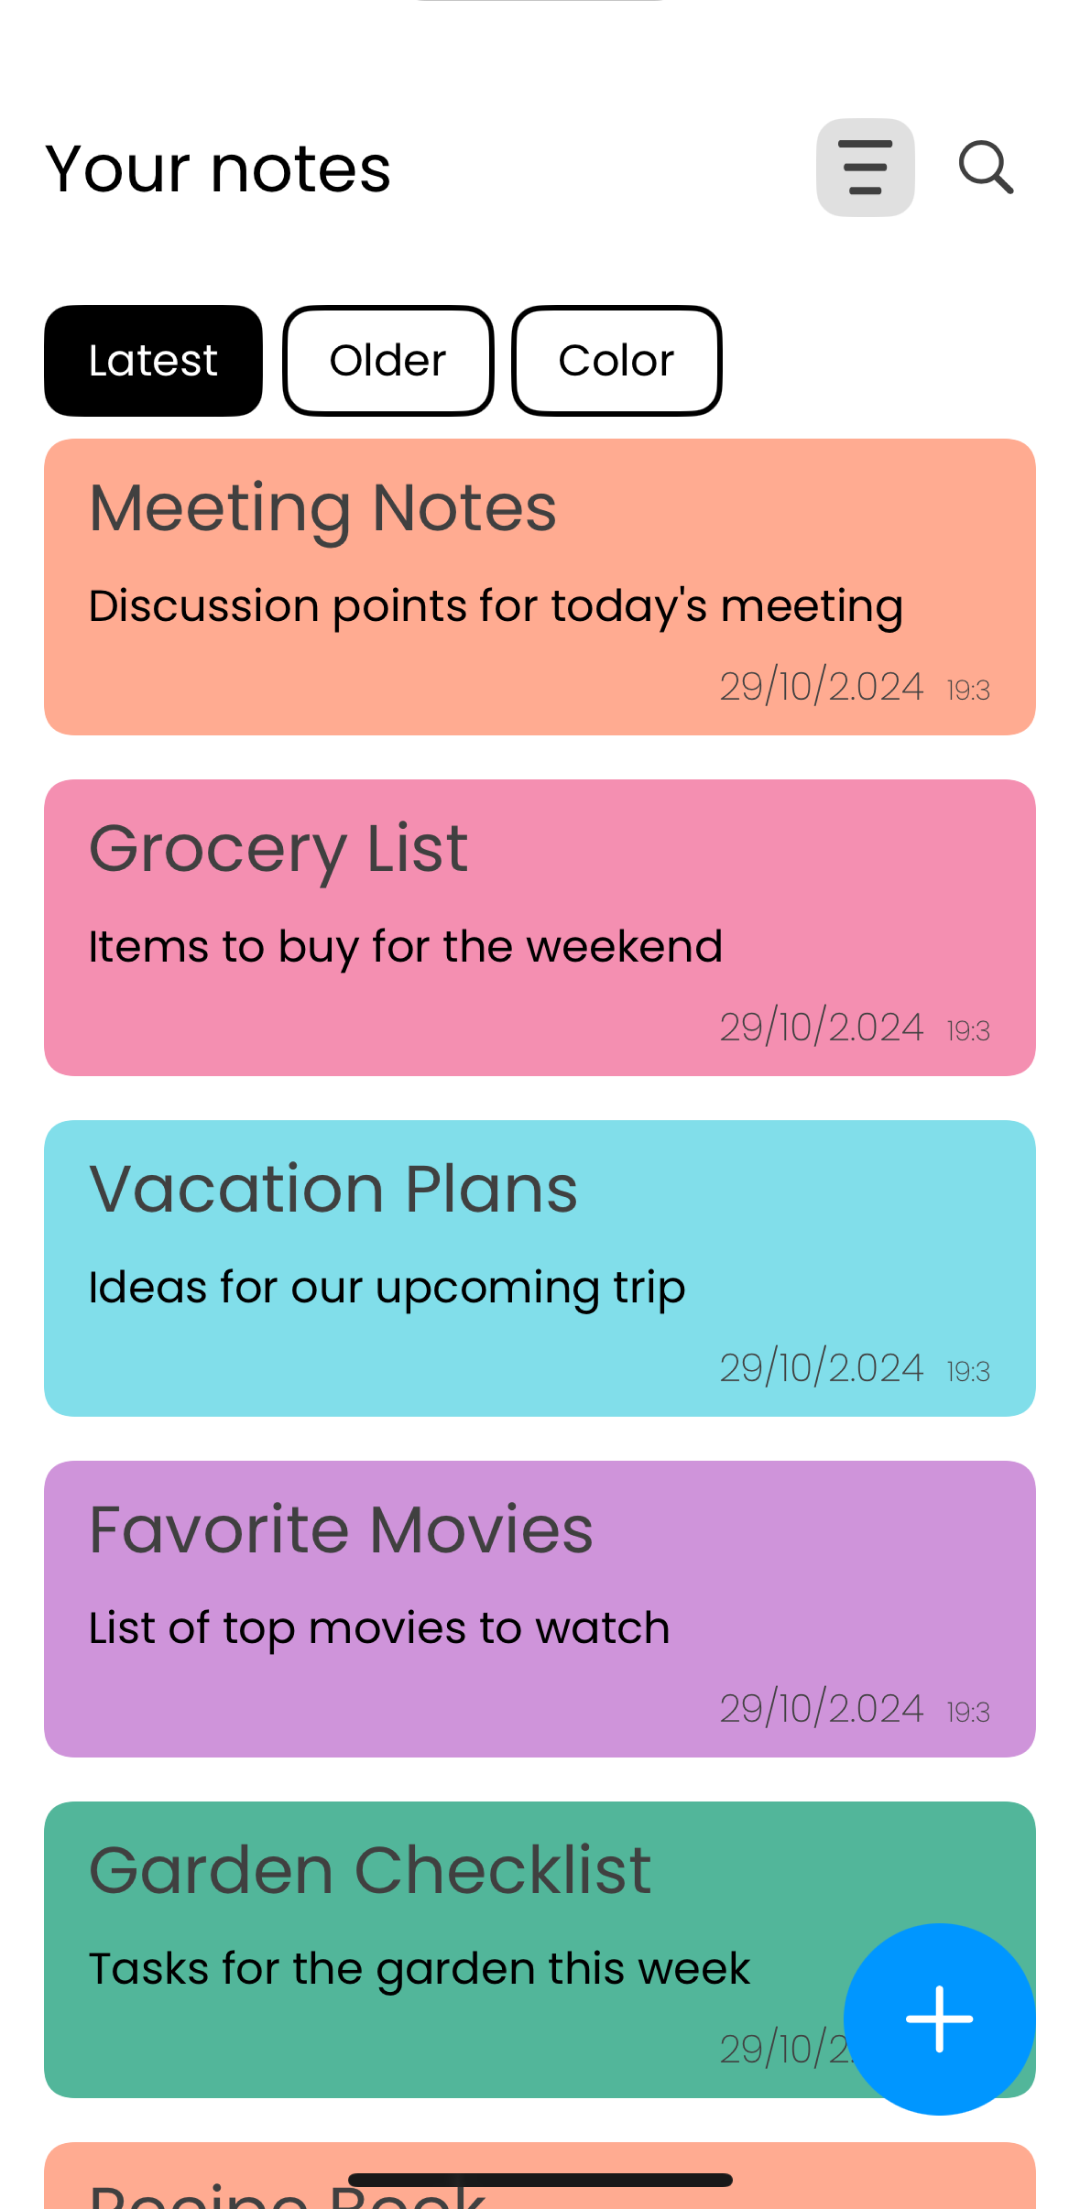 Your notes
Latest Older Color
Meeting Notes
Discussion points for today's meeting
29/10/2.024 19:3
Grocery List
Items to buy for the weekend
29/10/2.024 19:3
Vacation Plans
Ideas for our upcoming trip
29/10/2.024 19:3
Favorite Movies
List of top movies to watch
29/10/2.024 19:3
Garden Checklist
Tasks for the garden this week
29/10/2.
Recipe Book